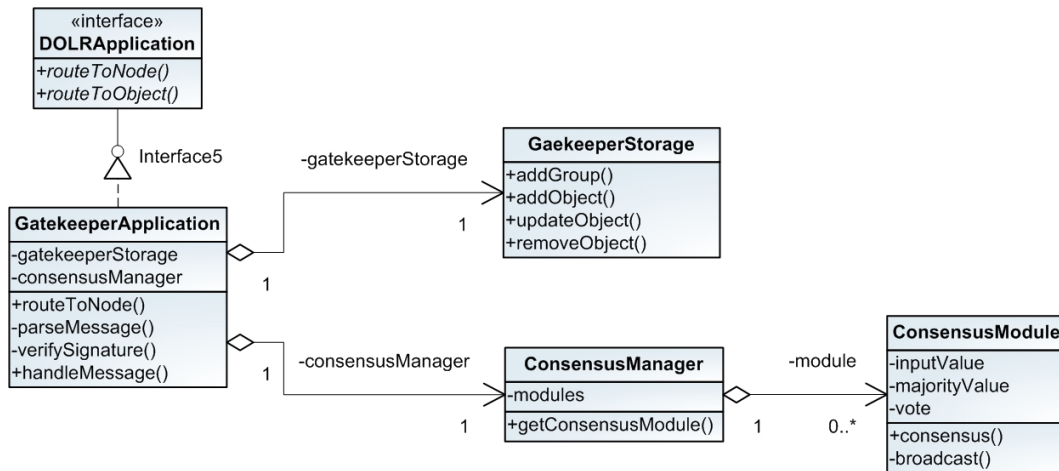 «interface»
DOLRApplication
+routeToNode()
+routeToObject()
Interface5
GatekeeperApplication
-gatekeeperStorage
-consensusManager
+routeToNode()
-parseMessage()
-verifySignature()
+handleMessage()
-gatekeeperStorage
1
1
GaekeeperStorage
+addGroup()
+addObject()
+updateObject()
+removeObject()
-consensusManager
1
1
ConsensusManager
-modules
+getConsensusModule()
-module
1
0..*
ConsensusModule
-inputValue
-majorityValue
-vote
+consensus()
-broadcast()